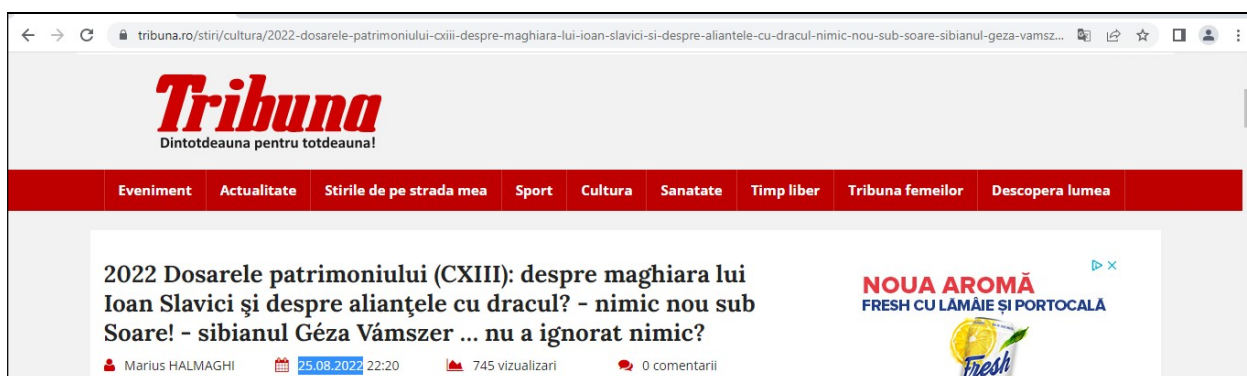 tribuna.ro/stiri/cultura/2022-dosarele-patrimoniului-cxiii-despre-maghiara-lui-ioan-slavici-si-despre-aliantele-cu-dracul-nimic-nou-sub-soare-sibianul-geza-vamsz...
Tribuna
Dintotdeauna pentru totdeauna!
Eveniment Actualitate Stirile de pe strada mea Sport Cultura Sanatate Timp liber Tribuna femeilor Descopera lumea
2022 Dosarele patrimoniului (CXIII): despre maghiara lui
Ioan Slavici şi despre alianţele cu dracul? - nimic nou sub
Soare! - sibianul Géza Vámszer ... nu a ignorat nimic?
Marius HALMAGHI 25.08.2022 22:20 745 vizualizari 0 comentarii
NOUA AROMĂ
FRESH CU LĂMÂIE ȘI PORTOCALĂ
Fresh